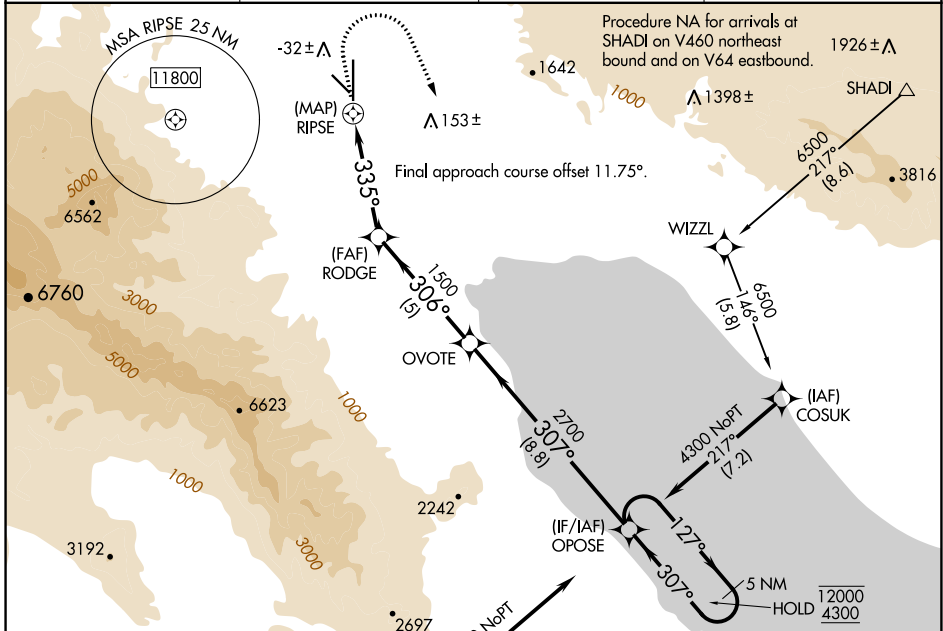 MSA RIPSE 25 NM
11800
-32±
(MAP)
RIPSE
153±
Procedure NA for arrivals at
SHADI on V460 northeast
bound and on V64 eastbound.
1926±
1642
1000
1398±
SHADI
6500
217°
(8.6)
3816
Final approach course offset 11.75°.
335°
5000
6562
6760
3000
5000
6623
1000
(FAF)
RODGE
1500
306°
(5)
OVOTE
WIZZL
6500
146°
(5.8)
(IAF)
COSUK
4300 NoPT
217°
(7.2)
2700
307°
(8.8)
1000
2242
3192
3000
2697
(IF/IAF)
OPOSE
127°
307°
5 NM
HOLD
12000
4300
NoPT